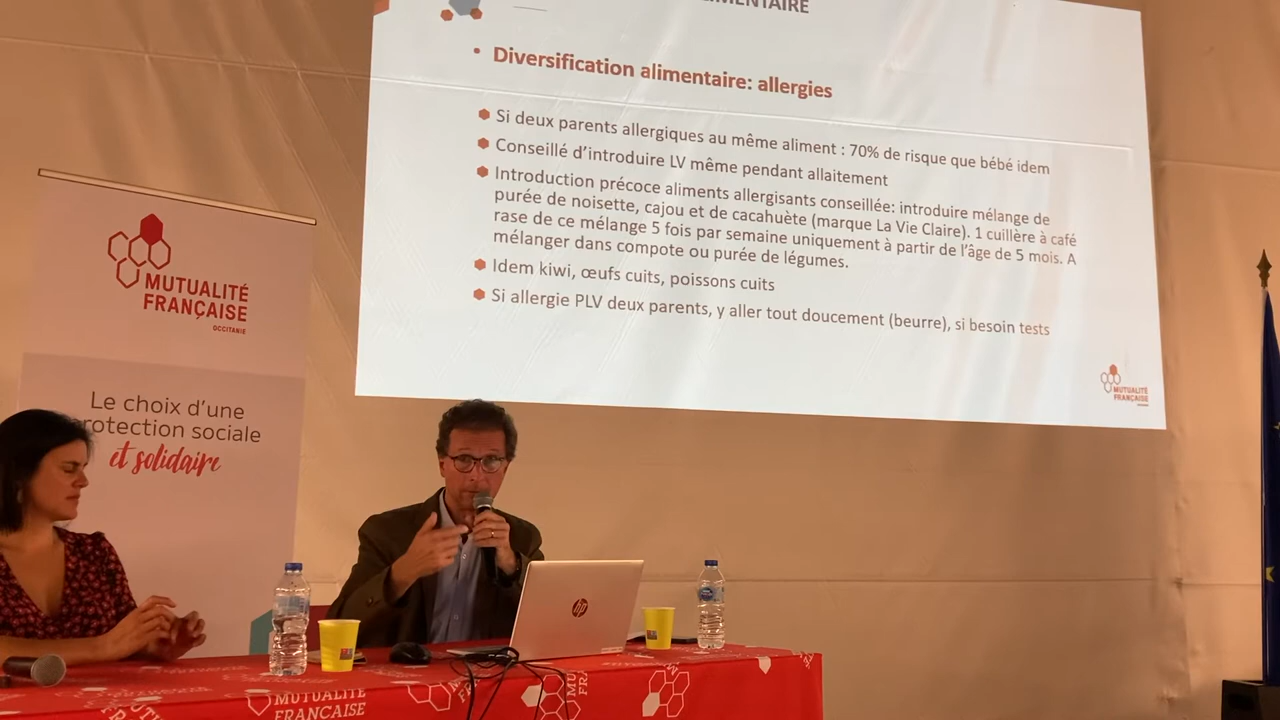 Diversification alimentaire: allergies
Si deux parents allergiques au même aliment : 70% de risque que bébé idem
Conseillé d'introduire LV même pendant allaitement
Introduction précoce aliments allergisants conseillée: introduire mélange de
purée de noisette, cajou et de cacahuète (marque La Vie Claire). 1 cuillère à café
rase de ce mélange 5 fois par semaine uniquement à partir de l'âge de 5 mois. A
mélanger dans compote ou purée de légumes.
Idem kiwi, œufs cuits, poissons cuits
Si allergie PLV deux parents, y aller tout doucement (beurre), si besoin tests
MUTUALITÉ
FRANÇAISE
MUTUALITÉ
FRANÇAISE
OCCITANIE
Le choix d'une
rotection sociale
et solidaire
hp
MUTUALITÉ
FRANÇAISE